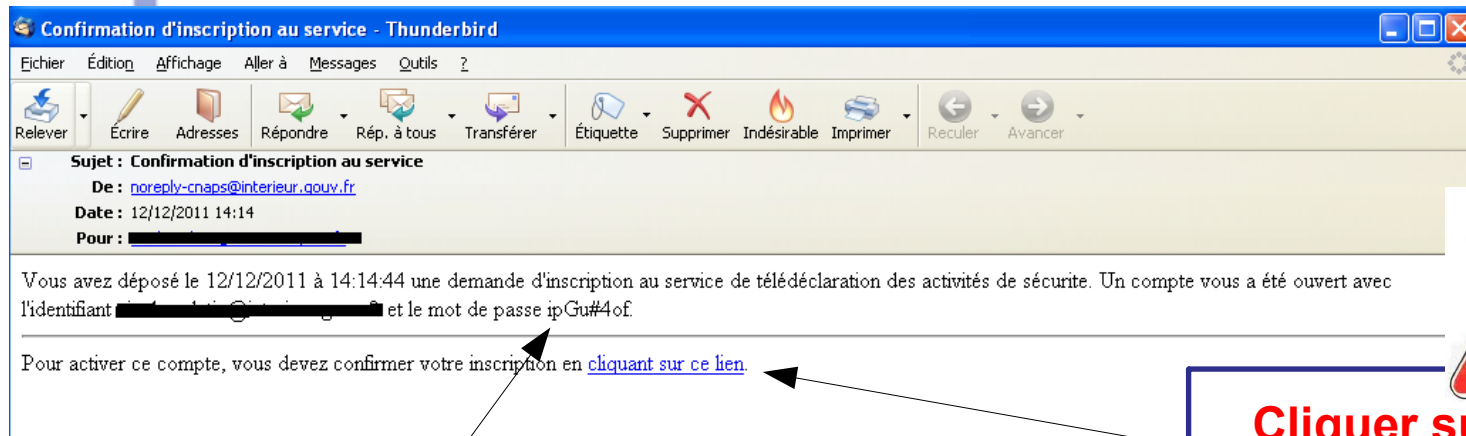 Confirmation d'inscription au service - Thunderbird
Fichier Édition Affichage Aller à Messages Outils ?
Relever Écrire Adresses Répondre Rép. à tous Transférer Étiquette Supprimer Indésirable Imprimer Reculer Avancer
Sujet : Confirmation d'inscription au service
De : noreply-cnaps@interieur.gouv.fr
Date : 12/12/2011 14:14
Pour :
Vous avez déposé le 12/12/2011 à 14:14:44 une demande d'inscription au service de télédéclaration des activités de sécurite. Un compte vous a été ouvert avec
l'identifiant et le mot de passe ipGu#4of.
Pour activer ce compte, vous devez confirmer votre inscription en cliquant sur ce lien.
Cliquer su